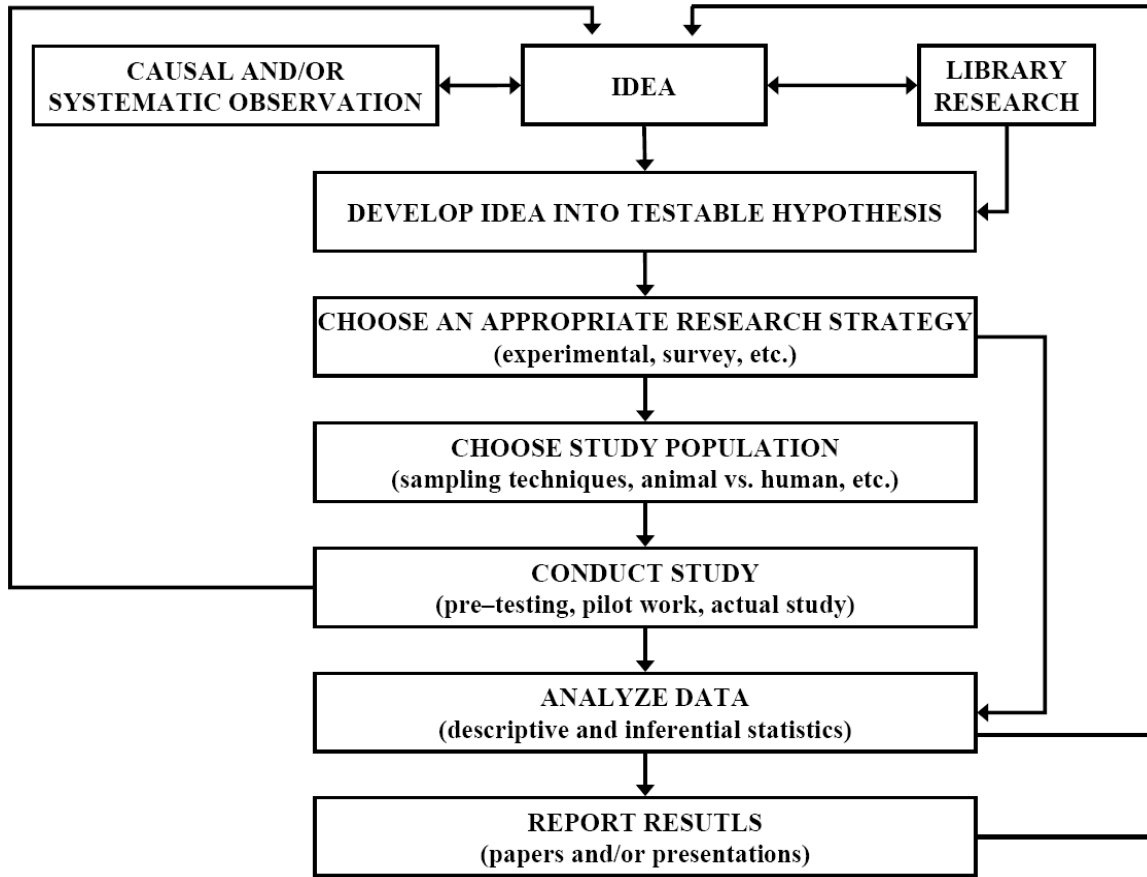 CAUSAL AND/OR
SYSTEMATIC OBSERVATION
IDEA
LIBRARY
RESEARCH
DEVELOP IDEA INTO TESTABLE HYPOTHESIS
CHOOSE AN APPROPRIATE RESEARCH STRATEGY
(experimental, survey, etc.)
CHOOSE STUDY POPULATION
(sampling techniques, animal vs. human, etc.)
CONDUCT STUDY
(pre–testing, pilot work, actual study)
ANALYZE DATA
(descriptive and inferential statistics)
REPORT RESUTLS
(papers and/or presentations)